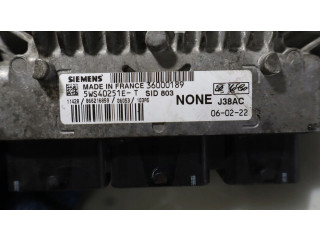 SIEMENS
MADE IN FRANCE 36000189
5WS40251E-T SID 803
NONE J38AC
06-02-22